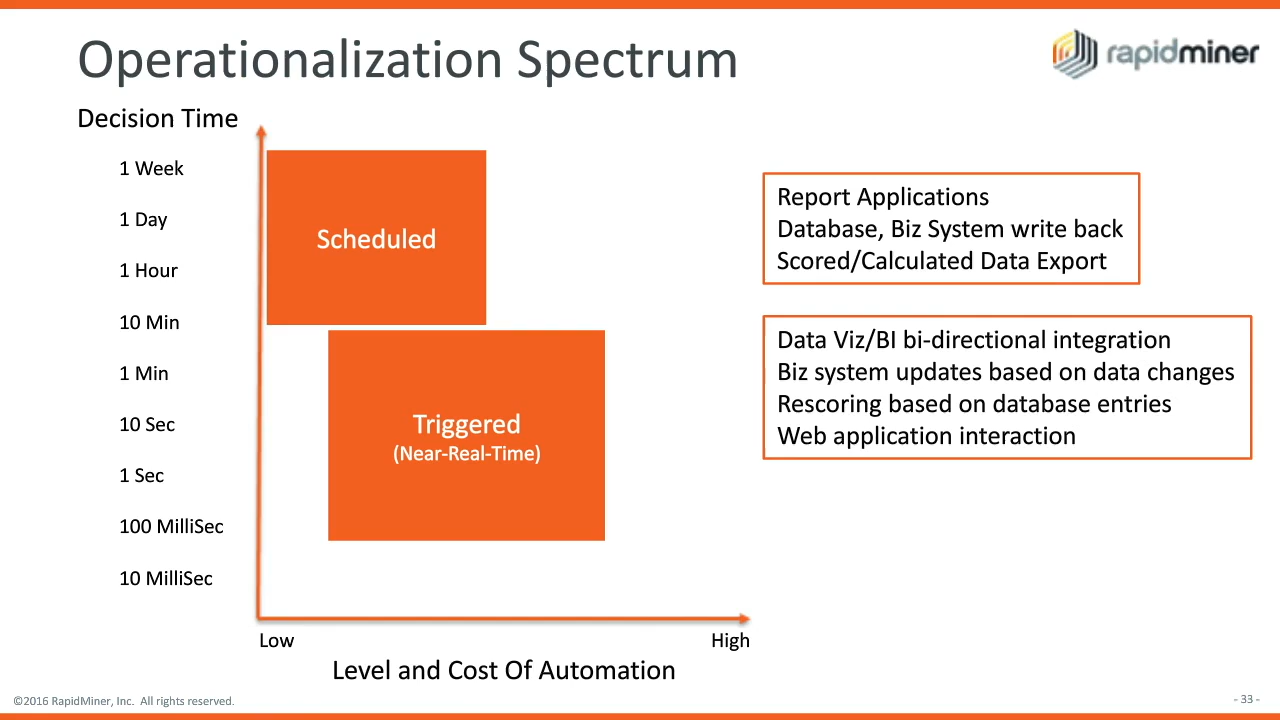 Operationalization Spectrum
rapidminer
Decision Time
1 Week
1 Day
1 Hour
10 Min
1 Min
10 Sec
1 Sec
100 MilliSec
10 MilliSec
Scheduled
Triggered
(Near-Real-Time)
Report Applications
Database, Biz System write back
Scored/Calculated Data Export
Data Viz/BI bi-directional integration
Biz system updates based on data changes
Rescoring based on database entries
Web application interaction
Low
High
Level and Cost Of Automation
©2016 RapidMiner, Inc. All rights reserved.
- 33 -